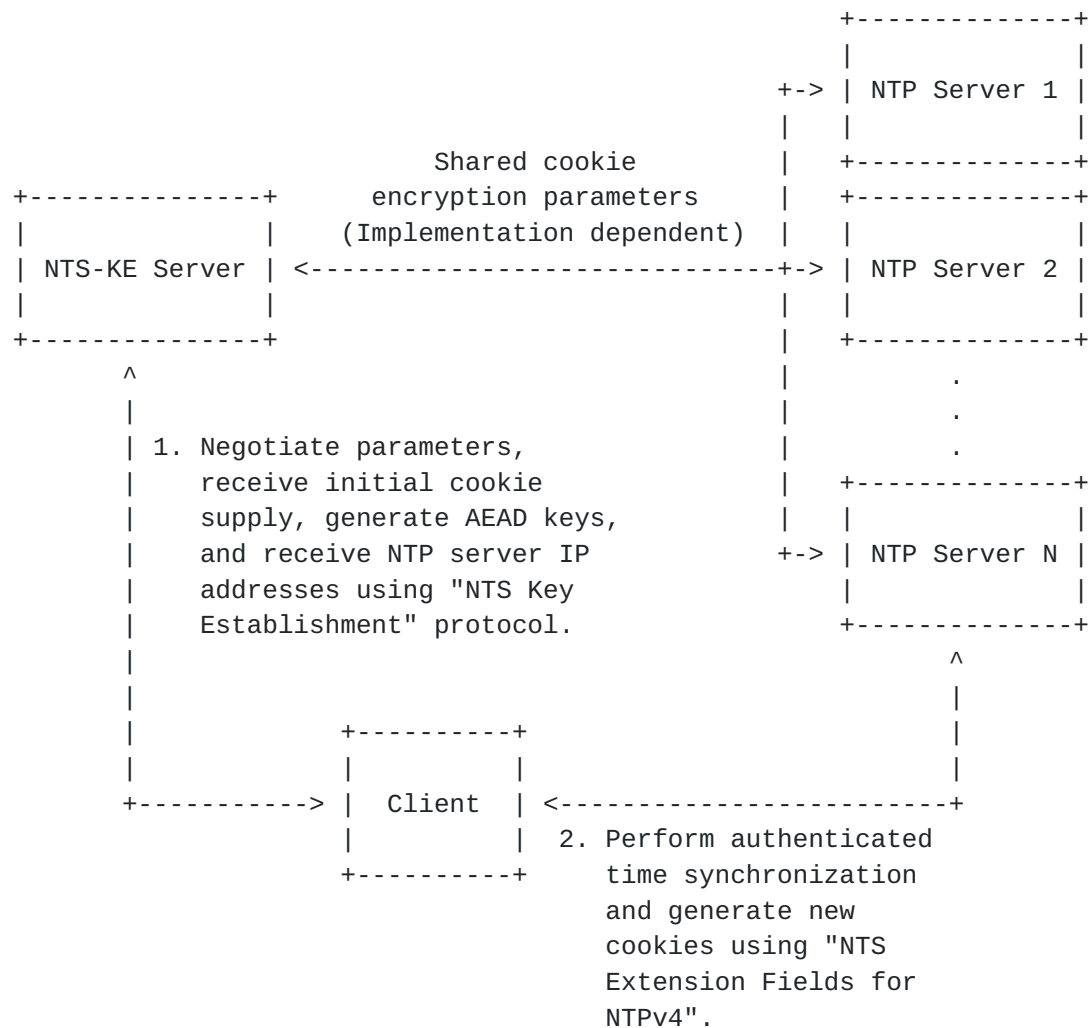 NTP Server 1
Shared cookie
encryption parameters
(Implementation dependent)
NTS-KE Server
NTP Server 2
.
.
.
1. Negotiate parameters,
receive initial cookie
supply, generate AEAD keys,
and receive NTP server IP
addresses using "NTS Key
Establishment" protocol.
NTP Server N
Client
2. Perform authenticated
time synchronization
and generate new
cookies using "NTS
Extension Fields for
NTPv4".